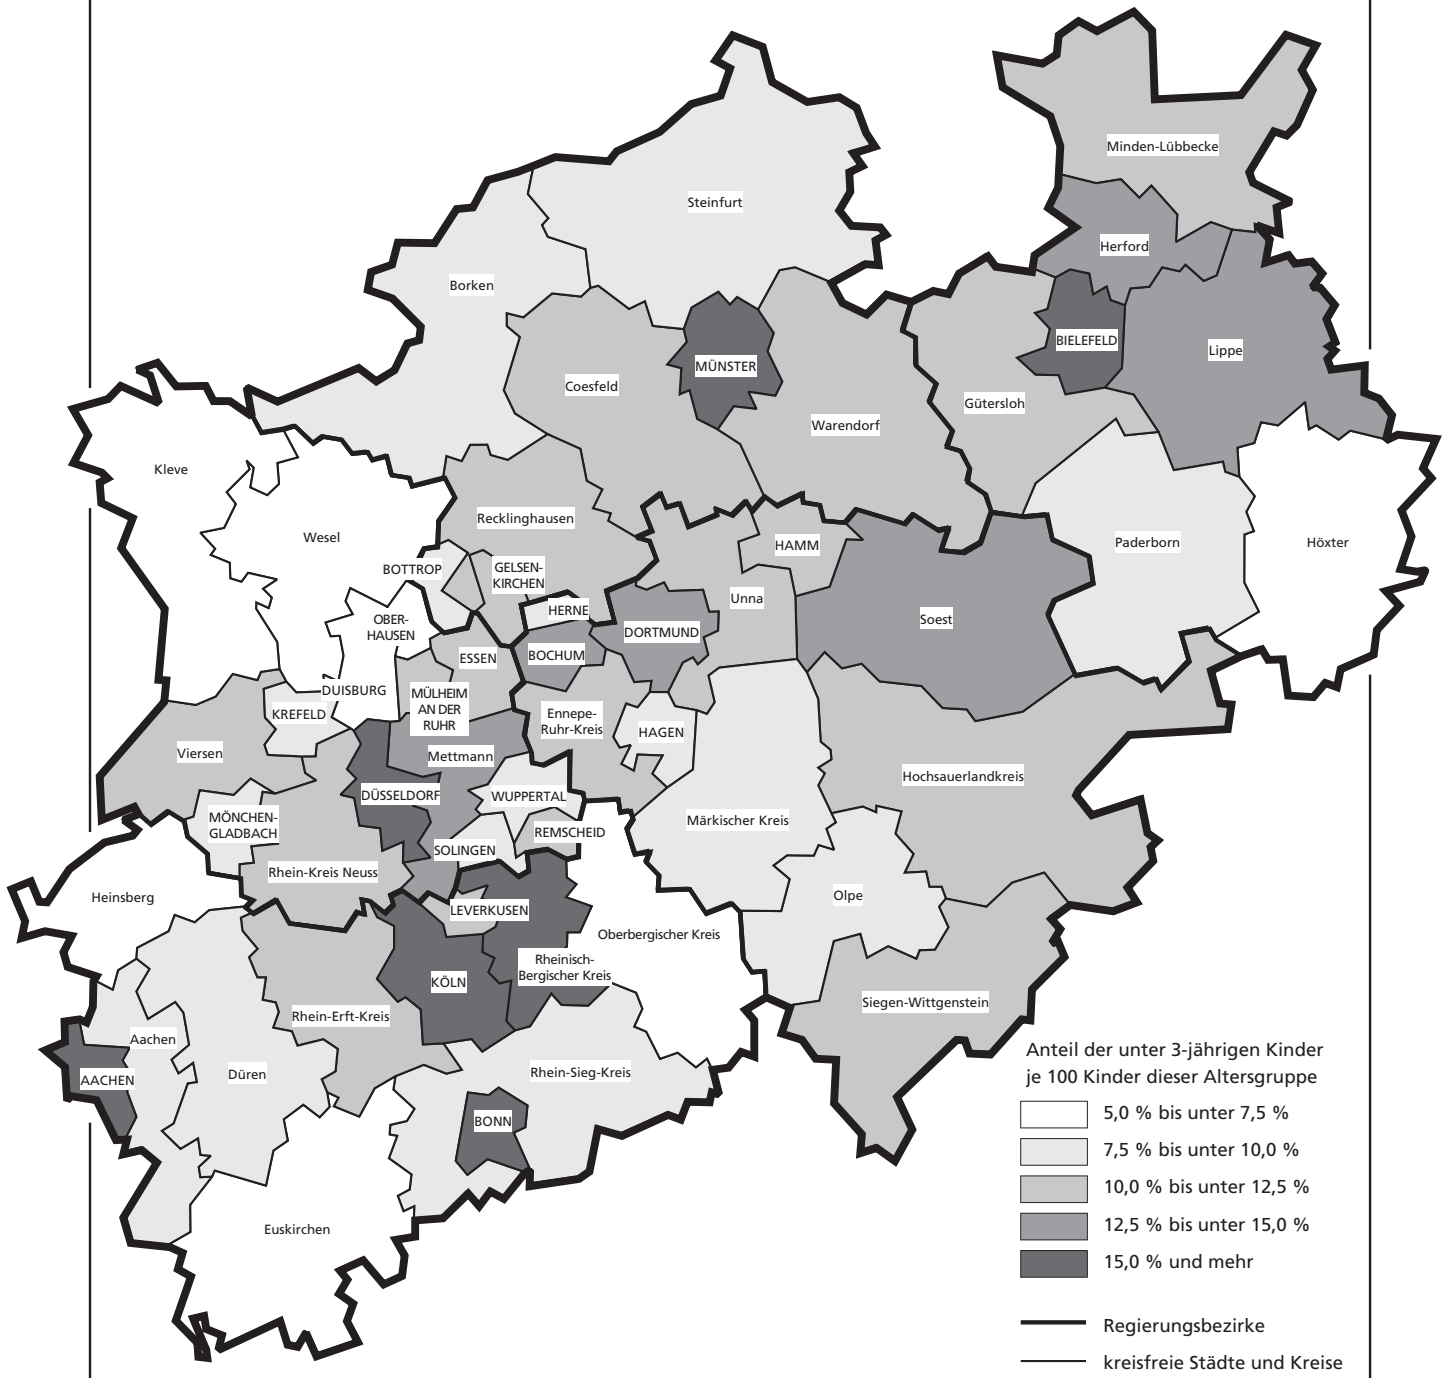 Minden-Lübbecke
Steinfurt
Herford
Borken
BIELEFELD
Lippe
MÜNSTER
Coesfeld
Gütersloh
Warendorf
Kleve
Recklinghausen
Wesel
HAMM
Paderborn
Höxter
BOTTROP
GELSEN-
KIRCHEN
Unna
HERNE
Soest
OBER-
HAUSEN
DORTMUND
ESSEN
BOCHUM
DUISBURG
MÜLHEIM
AN DER
RUHR
KREFELD
Ennepe-
Ruhr-Kreis
HAGEN
Viersen
Mettmann
Hochsauerlandkreis
DÜSSELDORF
WUPPERTAL
MÖNCHEN-
GLADBACH
REMSCHEID
Märkischer Kreis
SOLINGEN
Rhein-Kreis Neuss
Heinsberg
Olpe
LEVERKUSEN
Oberbergischer Kreis
Rheinisch-
Bergischer Kreis
KÖLN
Siegen-Wittgenstein
Rhein-Erft-Kreis
Aachen
Düren
Rhein-Sieg-Kreis
AACHEN
BONN
Euskirchen
Anteil der unter 3-jährigen Kinder
je 100 Kinder dieser Altersgruppe
5,0 % bis unter 7,5 %
7,5 % bis unter 10,0 %
10,0 % bis unter 12,5 %
12,5 % bis unter 15,0 %
15,0 % und mehr
Regierungsbezirke
kreisfreie Städte und Kreise